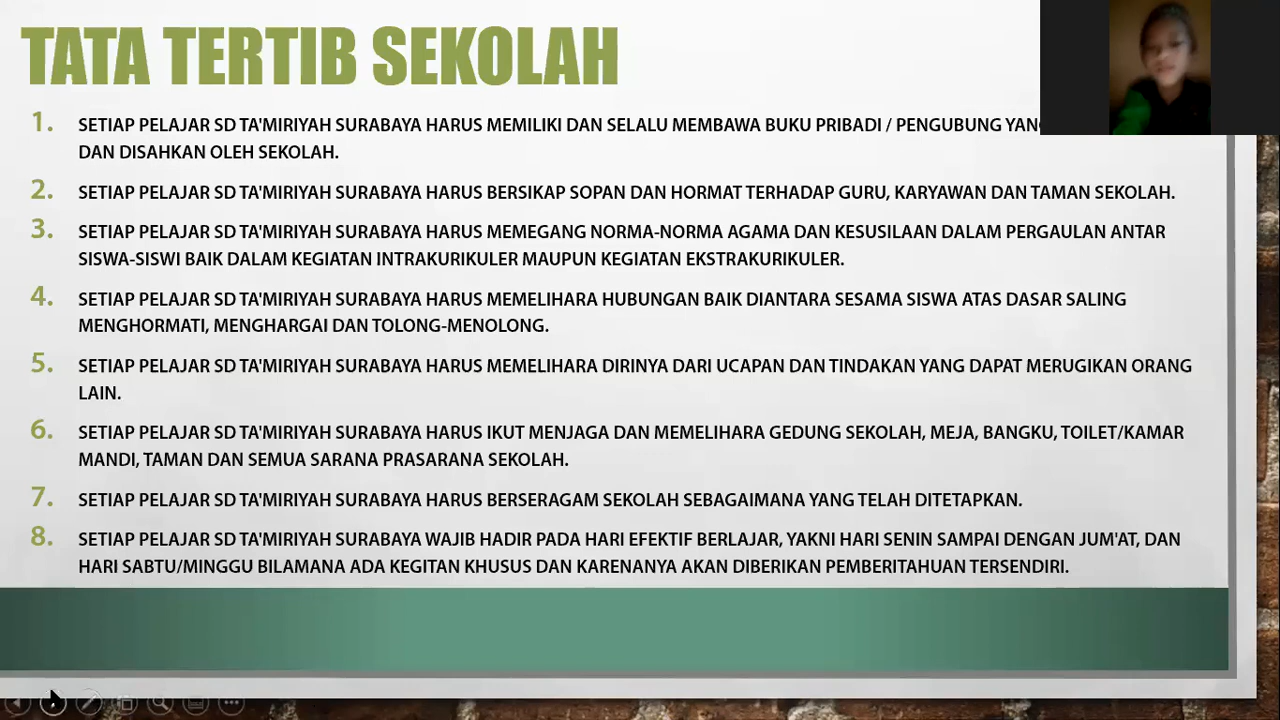 TATA TERTIB SEKOLAH
1. SETIAP PELAJAR SD TA'MIRIYAH SURABAYA HARUS MEMILIKI DAN SELALU MEMBAWA BUKU PRIBADI / PENGUBUNG
DAN DISAHKAN OLEH SEKOLAH.
2. SETIAP PELAJAR SD TA'MIRIYAH SURABAYA HARUS BERSIKAP SOPAN DAN HORMAT TERHADAP GURU, KARYAWAN DAN TAMAN SEKOLAH.
3. SETIAP PELAJAR SD TA'MIRIYAH SURABAYA HARUS MEMEGANG NORMA-NORMA AGAMA DAN KESUSILAAN DALAM PERGAULAN ANTAR
SISWA-SISWI BAIK DALAM KEGIATAN INTRAKURIKULER MAUPUN KEGIATAN EKSTRAKURIKULER.
4. SETIAP PELAJAR SD TA'MIRIYAH SURABAYA HARUS MEMELIHARA HUBUNGAN BAIK DIANTARA SESAMA SISWA ATAS DASAR SALING
MENGHORMATI, MENGHARGAI DAN TOLONG-MENOLONG.
5. SETIAP PELAJAR SD TA'MIRIYAH SURABAYA HARUS MEMELIHARA DIRINYA DARI UCAPAN DAN TINDAKAN YANG DAPAT MERUGIKAN ORANG
LAIN.
6. SETIAP PELAJAR SD TA'MIRIYAH SURABAYA HARUS IKUT MENJAGA DAN MEMELIHARA GEDUNG SEKOLAH, MEJA, BANGKU, TOILET/KAMAR
MANDI, TAMAN DAN SEMUA SARANA PRASARANA SEKOLAH.
7. SETIAP PELAJAR SD TA'MIRIYAH SURABAYA HARUS BERSERAGAM SEKOLAH SEBAGAIMANA YANG TELAH DITETAPKAN.
8. SETIAP PELAJAR SD TA'MIRIYAH SURABAYA WAJIB HADIR PADA HARI EFEKTIF BERLAJAR, YAKNI HARI SENIN SAMPAI DENGAN JUM'AT, DAN
HARI SABTU/MINGGU BILAMANA ADA KEGITAN KHUSUS DAN KARENANYA AKAN DIBERIKAN PEMBERITAHUAN TERSENDIRI.